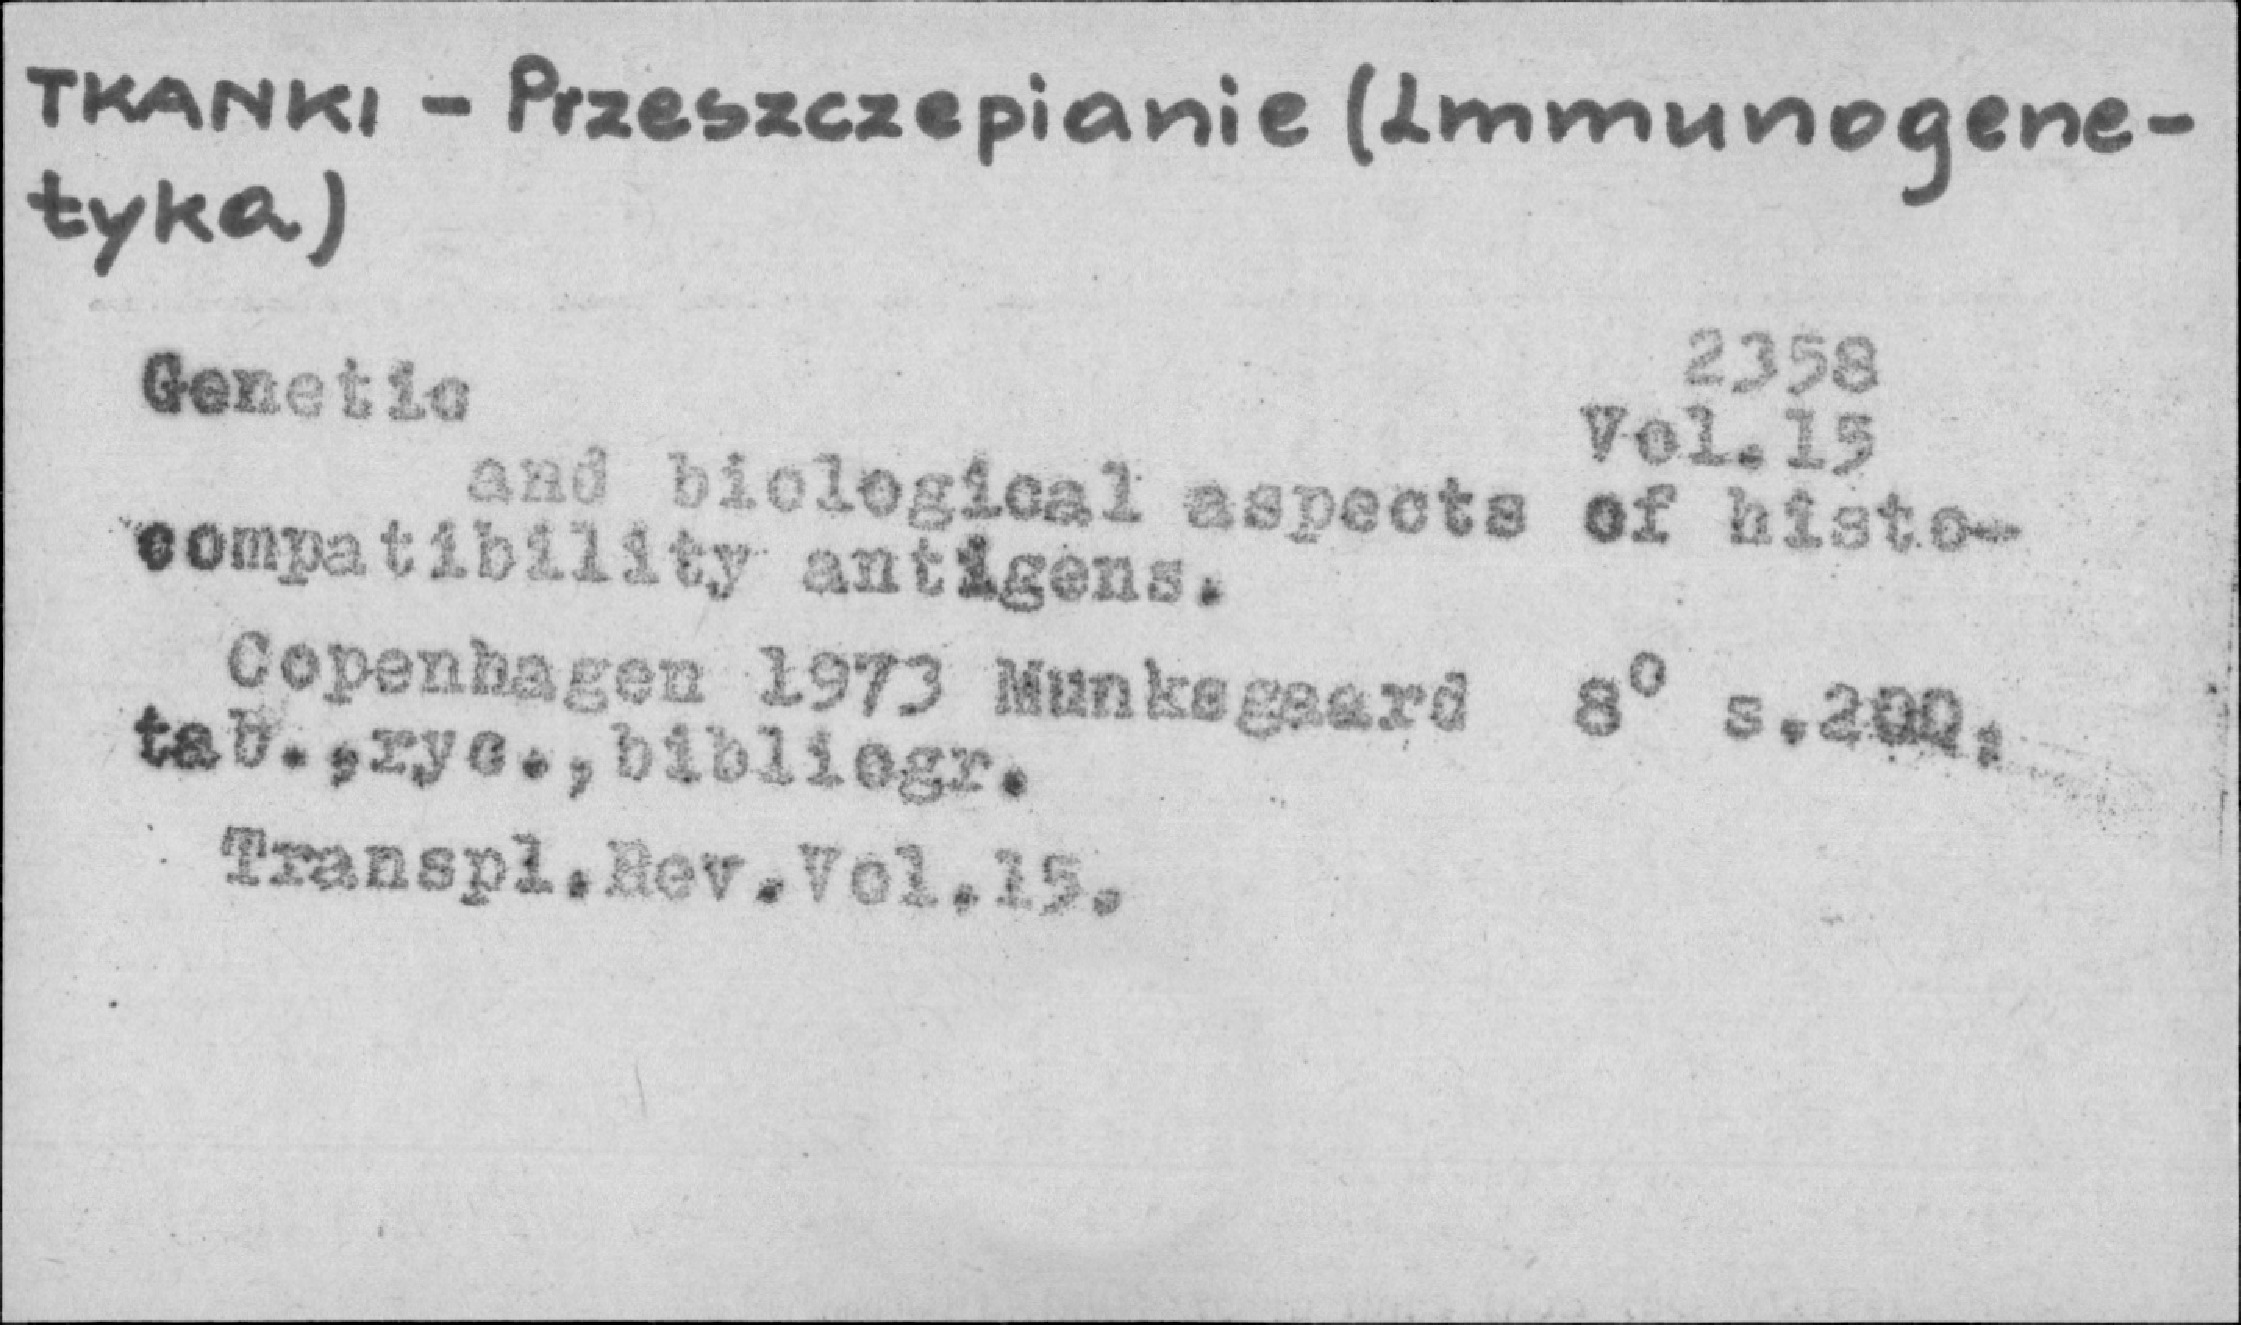 TKANKI - Przeszczepianie (Immunogene-
tyka)
2358
Genetic
Vol.15
and biological aspects of histo-
compatibility antigens.
Copenhagen 1973 Munksgaard 8° s.200,
tab.,ryc.,bibliogr.
Transpl.Rev.Vol.15.